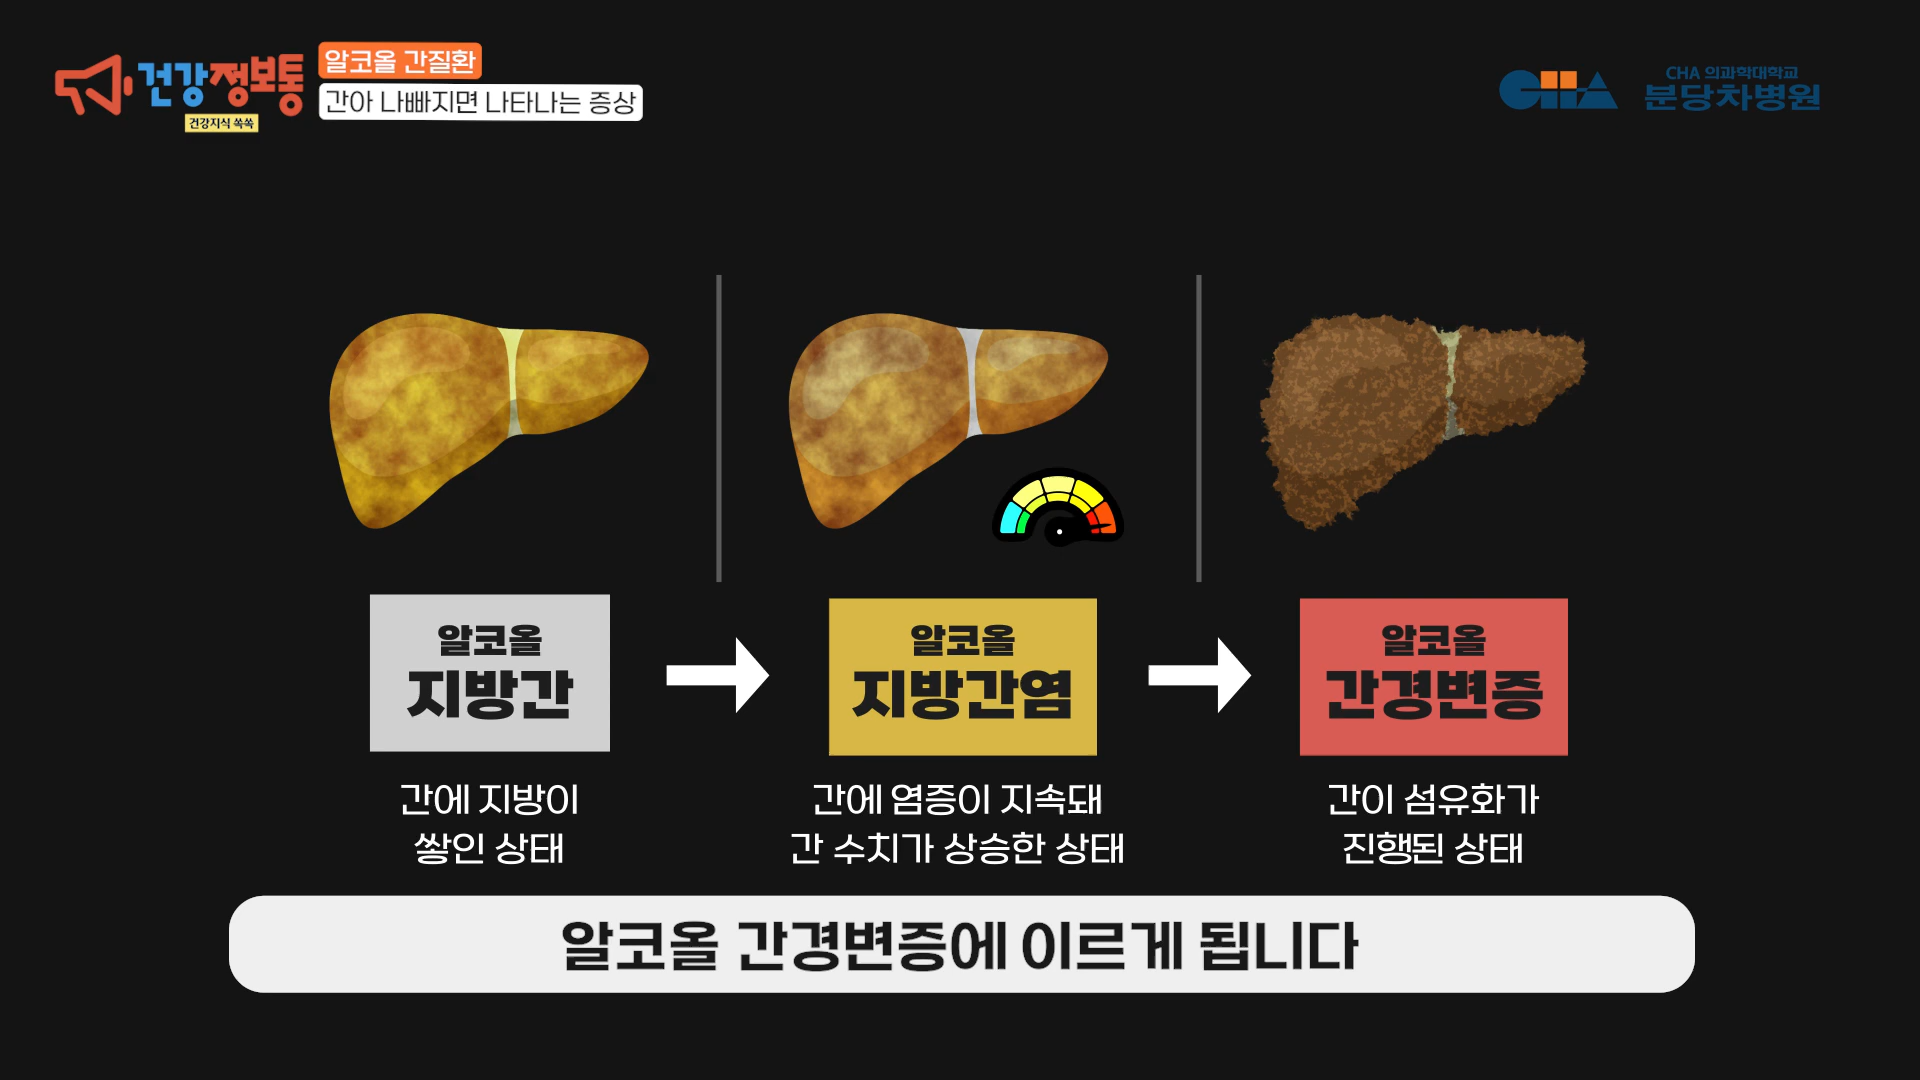 건강정보통
건강지식 쏙쏙
알코올 간질환
간아 나빠지면 나타나는 증상
CHA 의과학대학교
분당차병원
알코올
지방간
알코올
지방간염
알코올
간경변증
간에 지방이
쌓인 상태
간에 염증이 지속돼
간 수치가 상승한 상태
간이 섬유화가
진행된 상태
알코올 간경변증에 이르게 됩니다